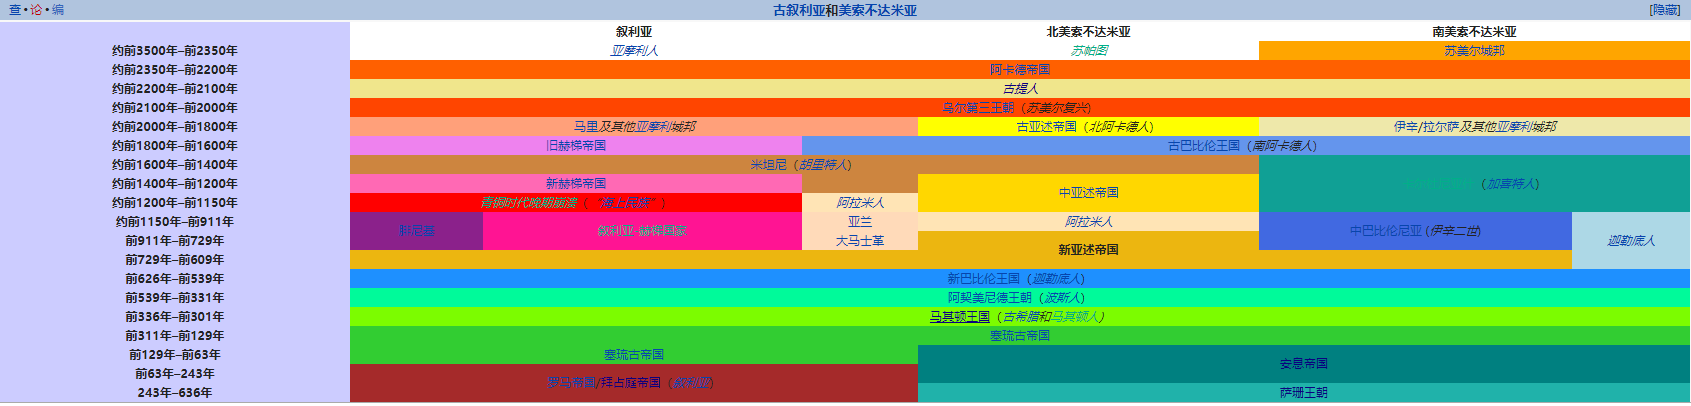 查•论•编 古叙利亚和美索不达米亚 [隐藏]
叙利亚 北美索不达米亚 南美索不达米亚
约前3500年–前2350年 亚摩利人 苏帕图 苏美尔城邦
约前2350年–前2200年 阿卡德帝国
约前2200年–前2100年 古提人
约前2100年–前2000年 乌尔第三王朝（苏美尔复兴）
约前2000年–前1800年 马里及其他亚摩利城邦 古亚述帝国（北阿卡德人） 伊辛/拉尔萨及其他亚摩利城邦
约前1800年–前1600年 旧赫梯帝国 古巴比伦王国（南阿卡德人）
约前1600年–前1400年 米坦尼（胡里特人）
约前1400年–前1200年 新赫梯帝国 中亚述帝国 （加喜特人）
约前1200年–前1150年 青铜时代晚期崩溃（“海上民族”） 阿拉米人
约前1150年–前911年 腓尼基 叙利亚-赫梯国家 亚兰 阿拉米人 中巴比伦尼亚 (伊辛二世)
前911年–前729年 大马士革 新亚述帝国 迦勒底人
前729年–前609年
前626年–前539年 新巴比伦王国（迦勒底人）
前539年–前331年 阿契美尼德王朝（波斯人）
前336年–前301年 马其顿王国（古希腊和马其顿人）
前311年–前129年 塞琉古帝国
前129年–前63年 塞琉古帝国 安息帝国
前63年–243年 罗马帝国/拜占庭帝国（叙利亚）
243年–636年 萨珊王朝